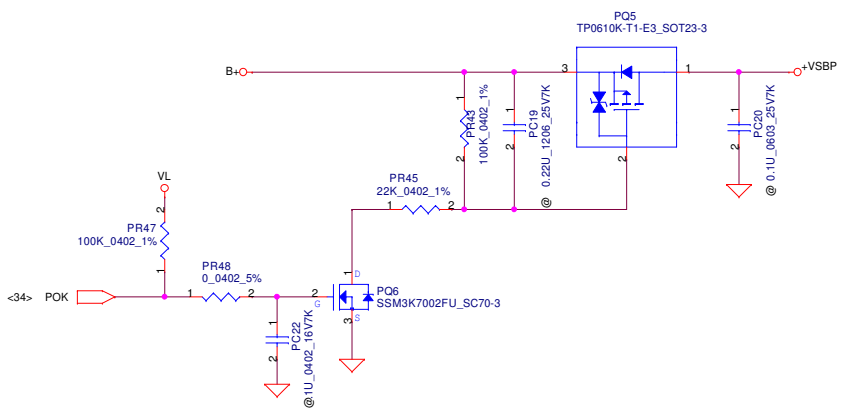 PQ5
TP0610K-T1-E3_SOT23-3
B+
3
1
+VSBP
2
1
2
PR43
100K_0402_1%
1
2
PC19
0.22U_1206_25V7K
@
1
2
PC20
0.1U_0603_25V7K
@
VL
2
PR47
100K_0402_1%
1
PR45
22K_0402_1%
1
2
<34>
POK
PR48
0_0402_5%
1
2
1
2
PC22
.1U_0402_16V7K
@
2
G
1
D
3
S
PQ6
SSM3K7002FU_SC70-3